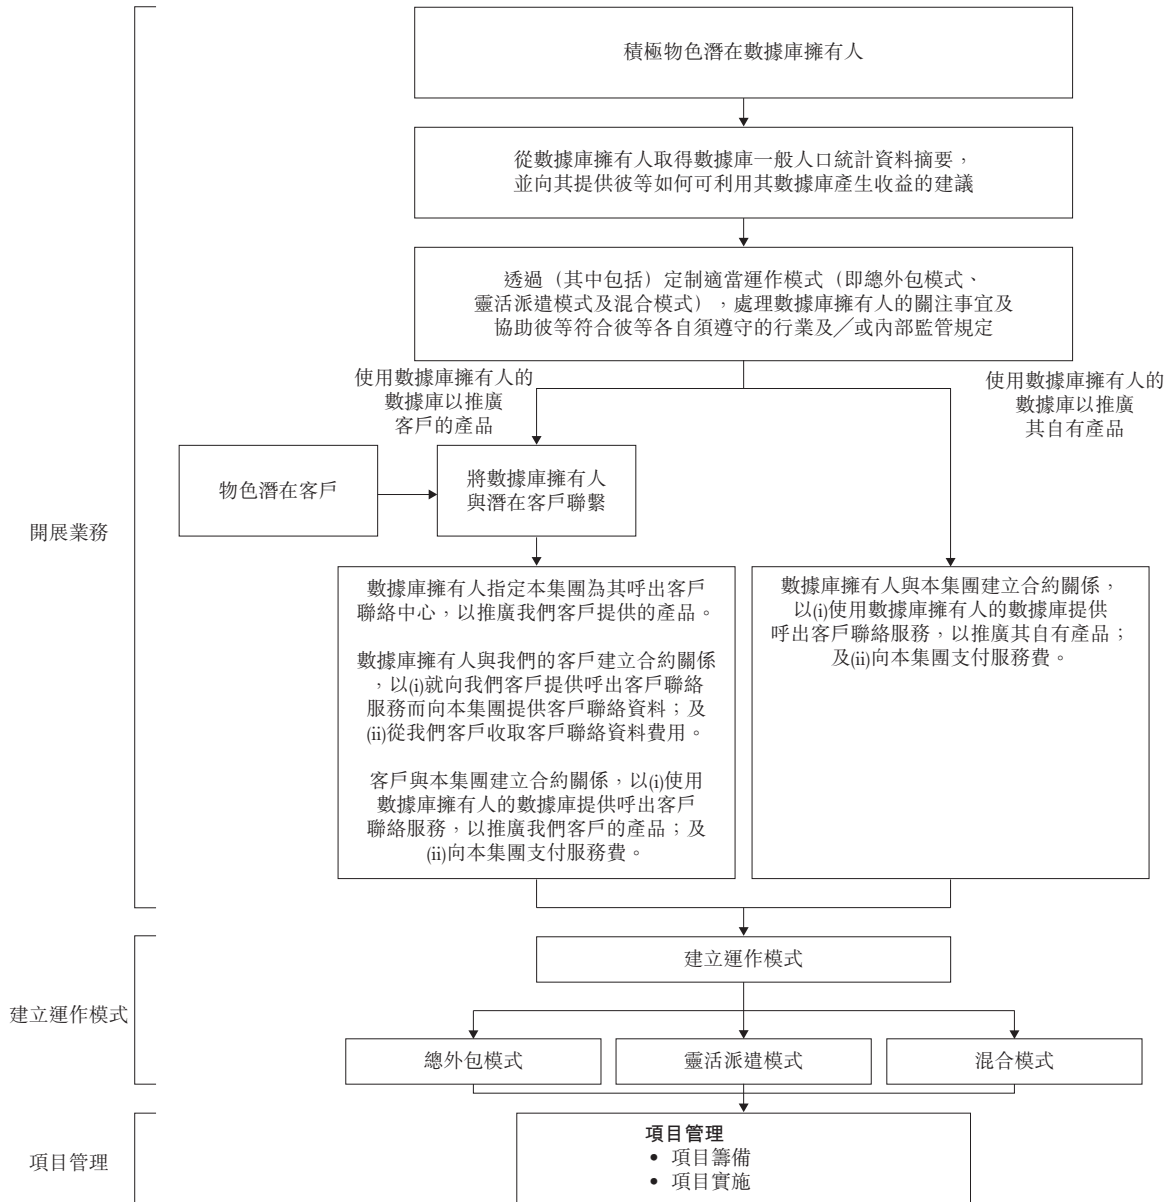 積極物色潛在數據庫擁有人
從數據庫擁有人取得數據庫一般人口統計資料摘要，
並向其提供彼等如何可利用其數據庫產生收益的建議
透過（其中包括）定制適當運作模式（即總外包模式、
靈活派遣模式及混合模式），處理數據庫擁有人的關注事宜及
協助彼等符合彼等各自須遵守的行業及╱或內部監管規定
使用數據庫擁有人的
數據庫以推廣
客戶的產品
使用數據庫擁有人的
數據庫以推廣
其自有產品
物色潛在客戶
將數據庫擁有人
與潛在客戶聯繫
開展業務
數據庫擁有人指定本集團為其呼出客戶
聯絡中心，以推廣我們客戶提供的產品。
數據庫擁有人與我們的客戶建立合約關係
，以(i)就向我們客戶提供呼出客戶聯絡
服務而向本集團提供客戶聯絡資料；及
(ii)從我們客戶收取客戶聯絡資料費用。
客戶與本集團建立合約關係，以(i)使用
數據庫擁有人的數據庫提供呼出客戶
聯絡服務，以推廣我們客戶的產品；及
(ii)向本集團支付服務費。
數據庫擁有人與本集團建立合約關係，
以(i)使用數據庫擁有人的數據庫提供
呼出客戶聯絡服務，以推廣其自有產品；
及(ii)向本集團支付服務費。
建立運作模式
建立運作模式
總外包模式
靈活派遣模式
混合模式
項目管理
項目管理
• 項目籌備
• 項目實施